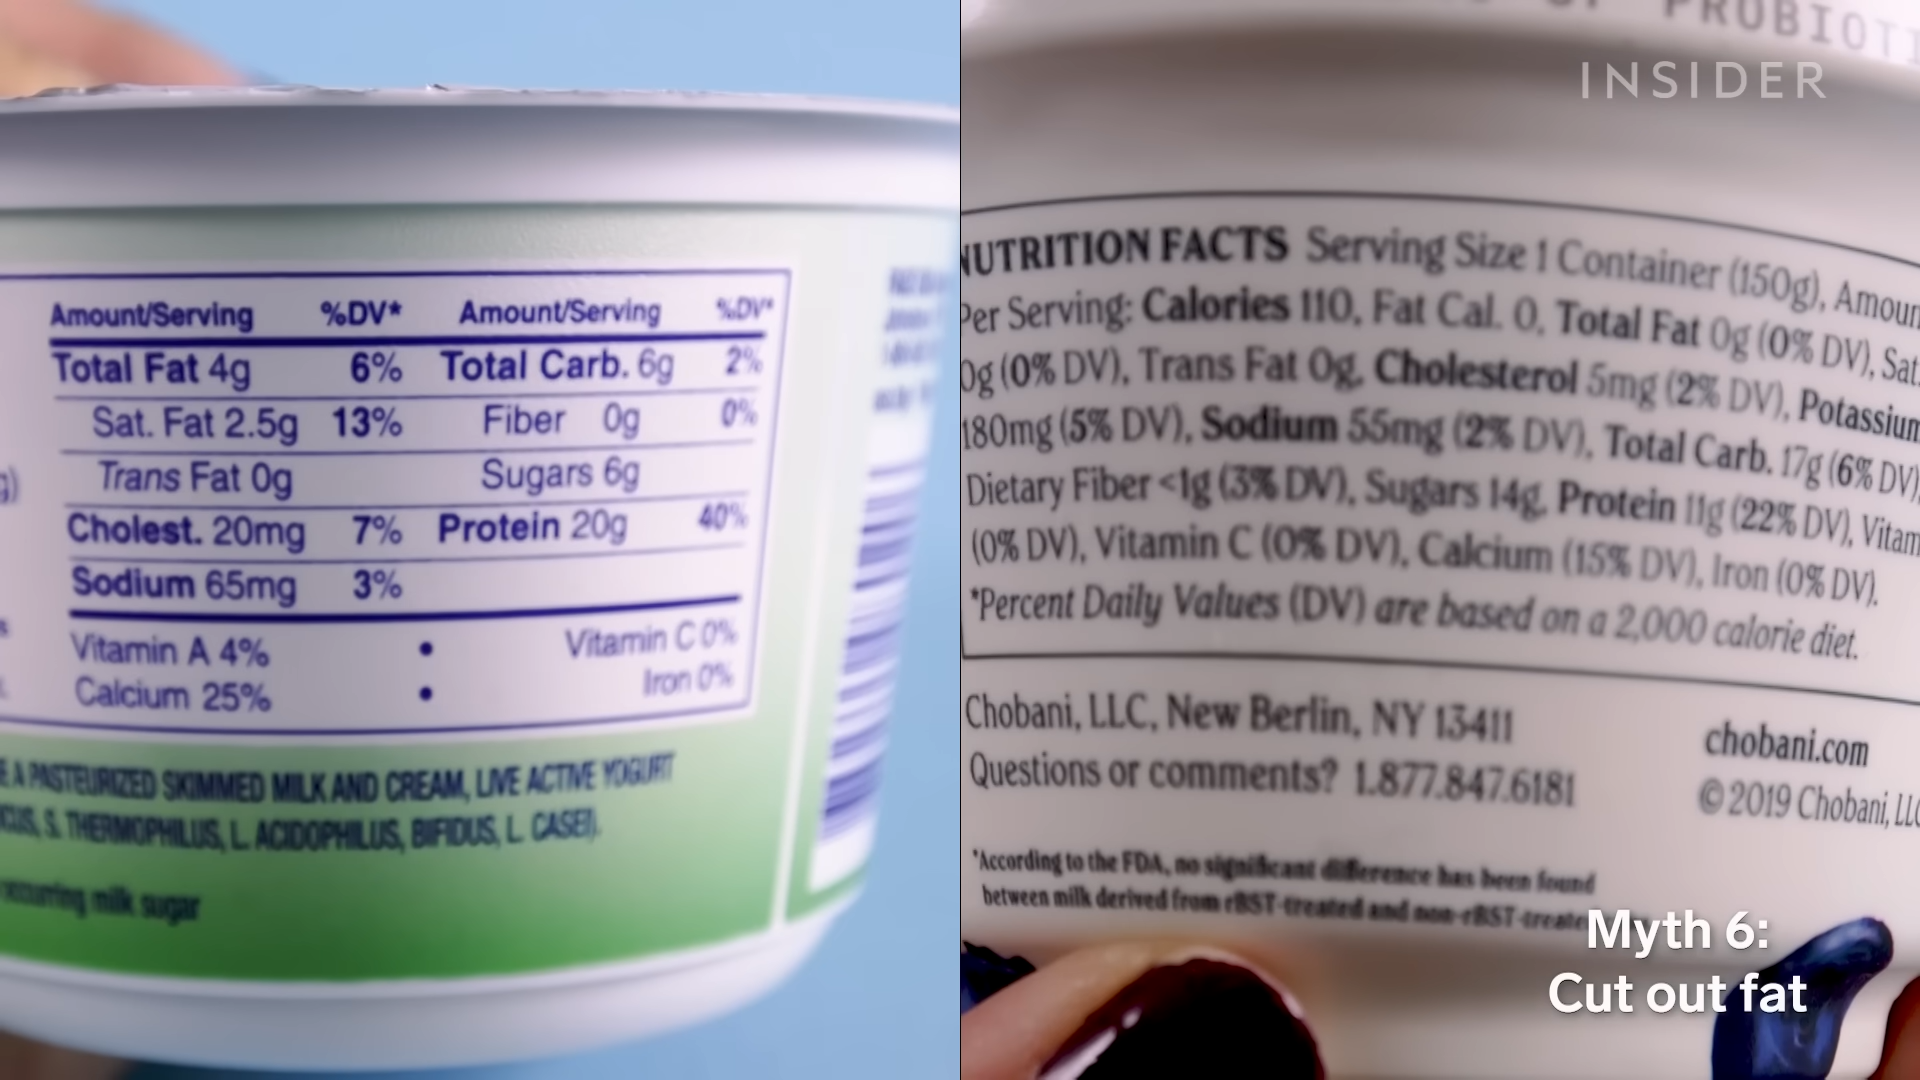 Amount/Serving %DV* Amount/Serving %DV*
Total Fat 4g 6% Total Carb. 6g 2%
Sat. Fat 2.5g 13% Fiber 0g 0%
Trans Fat 0g Sugars 6g
Cholest. 20mg 7% Protein 20g 40%
Sodium 65mg 3%
Vitamin A 4% • Vitamin C 0%
Calcium 25% • Iron 0%
A PASTEURIZED SKIMMED MILK AND CREAM, LIVE ACTIVE YOGURT
S. THERMOPHILUS, L. ACIDOPHILUS, BIFIDUS, L. CASEI).
milk sugar
PROBIOTI
INSIDER
NUTRITION FACTS Serving Size 1 Container (150g), Amoun
Per Serving: Calories 110, Fat Cal. 0, Total Fat 0g (0% DV), Sat.
0g (0% DV), Trans Fat 0g, Cholesterol 5mg (2% DV), Potassium
180mg (5% DV), Sodium 55mg (2% DV), Total Carb. 17g (6% DV),
Dietary Fiber <1g (3% DV), Sugars 14g, Protein 11g (22% DV), Vitam
(0% DV), Vitamin C (0% DV), Calcium (15% DV), Iron (0% DV).
*Percent Daily Values (DV) are based on a 2,000 calorie diet.
Chobani, LLC, New Berlin, NY 13411
chobani.com
Questions or comments? 1.877.847.6181
© 2019 Chobani, LLC
*According to the FDA, no significant difference has been found
between milk derived from rBST-treated and non-rBST-treate
Myth 6:
Cut out fat